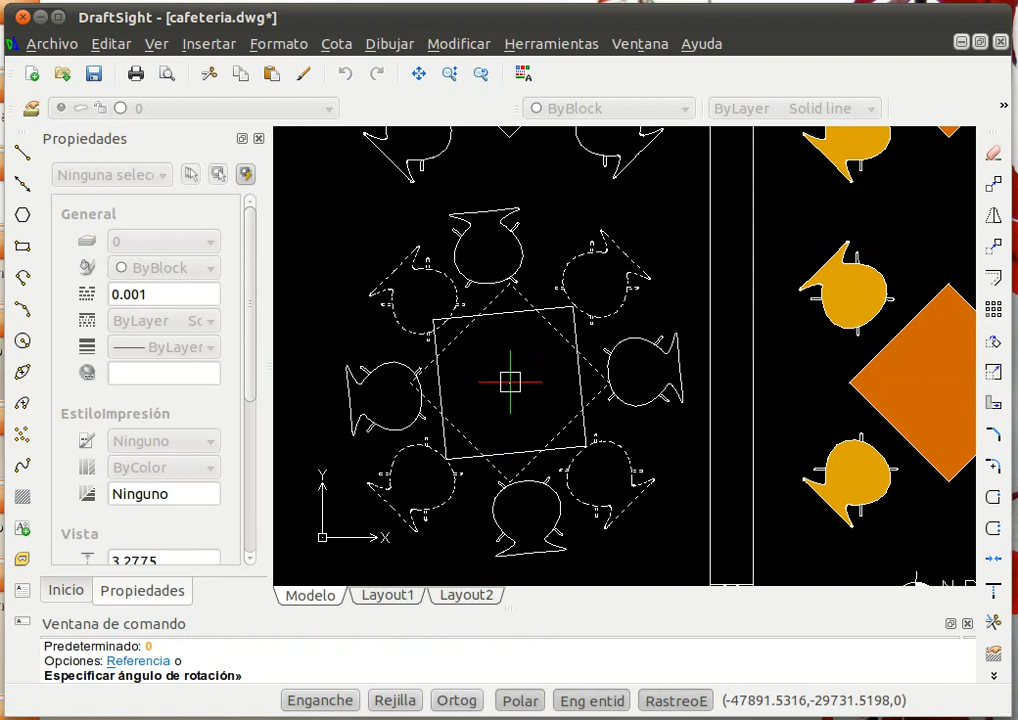 DraftSight - [cafeteria.dwg*]
Archivo Editar Ver Insertar Formato Cota Dibujar Modificar Herramientas Ventana Ayuda
0 ByBlock ByLayer Solid line »
Propiedades
Ninguna selec
General
0
ByBlock
0.001
ByLayer
ByLayer
EstiloImpresión
Ninguno
ByColor
Ninguno
Vista
3.2775
Y
X
Inicio Propiedades
Modelo Layout1 Layout2
Ventana de comando
Predeterminado: 0
Opciones: Referencia o
Especificar ángulo de rotación»
Enganche Rejilla Ortog Polar Eng entid RastreoE (-47891.5316,-29731.5198,0)